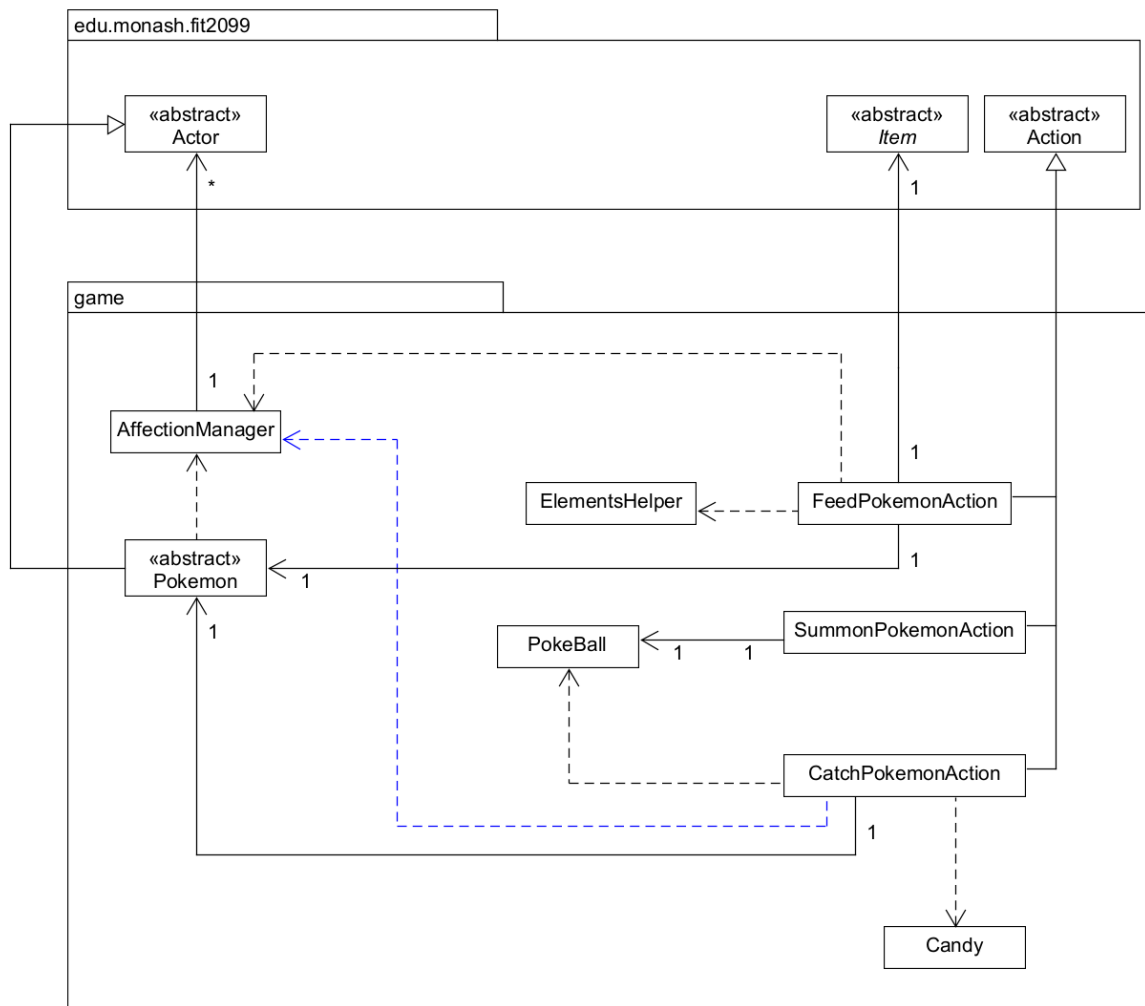 edu.monash.fit2099
«abstract»
Actor
«abstract»
Item
«abstract»
Action
*
1
game
1
AffectionManager
1
ElementsHelper
FeedPokemonAction
«abstract»
Pokemon
1
1
1
PokeBall
1
1
SummonPokemonAction
CatchPokemonAction
1
Candy